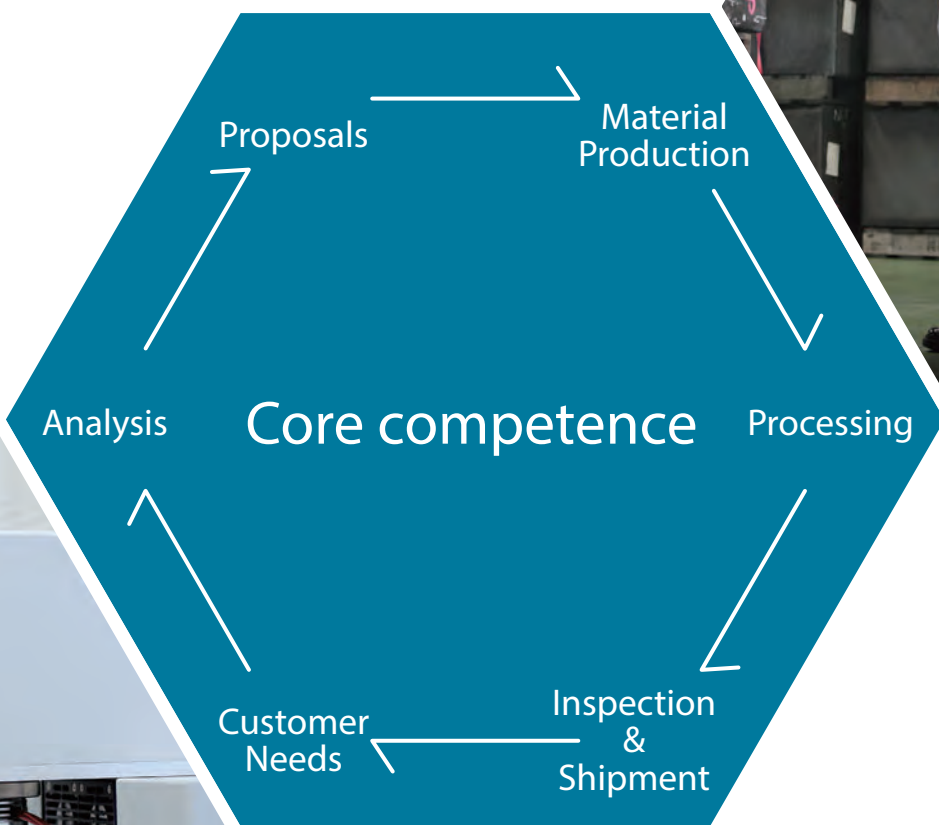 Proposals
Material
Production
Analysis
Core competence
Processing
Customer
Needs
Inspection
&
Shipment